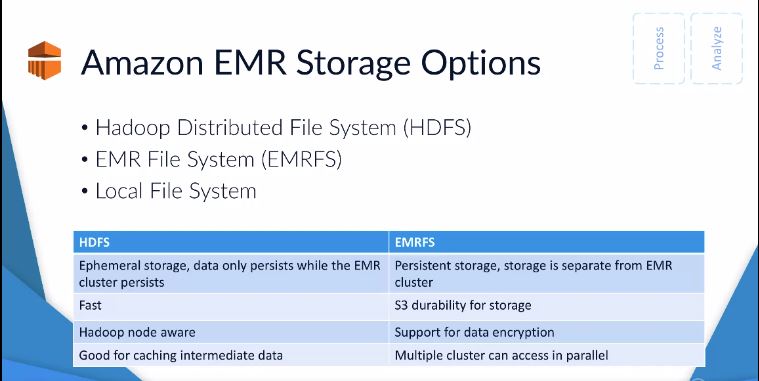 Process
Analyze
Amazon EMR Storage Options
• Hadoop Distributed File System (HDFS)
• EMR File System (EMRFS)
• Local File System
HDFS
EMRFS
Ephemeral storage, data only persists while the EMR
cluster persists
Persistent storage, storage is separate from EMR
cluster
Fast
S3 durability for storage
Hadoop node aware
Support for data encryption
Good for caching intermediate data
Multiple cluster can access in parallel